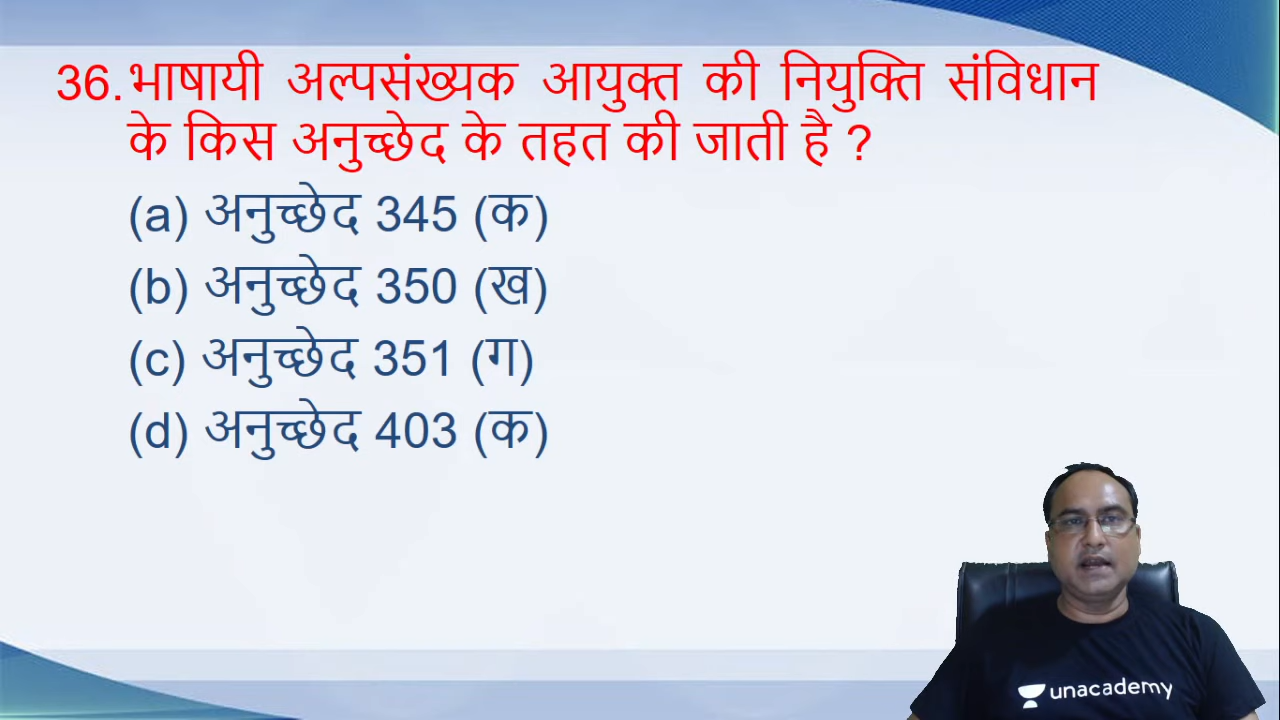 36. भाषायी अल्पसंख्यक आयुक्त की नियुक्ति संविधान
के किस अनुच्छेद के तहत की जाती है ?
(a) अनुच्छेद 345 (क)
(b) अनुच्छेद 350 (ख)
(c) अनुच्छेद 351 (ग)
(d) अनुच्छेद 403 (क)
unacademy